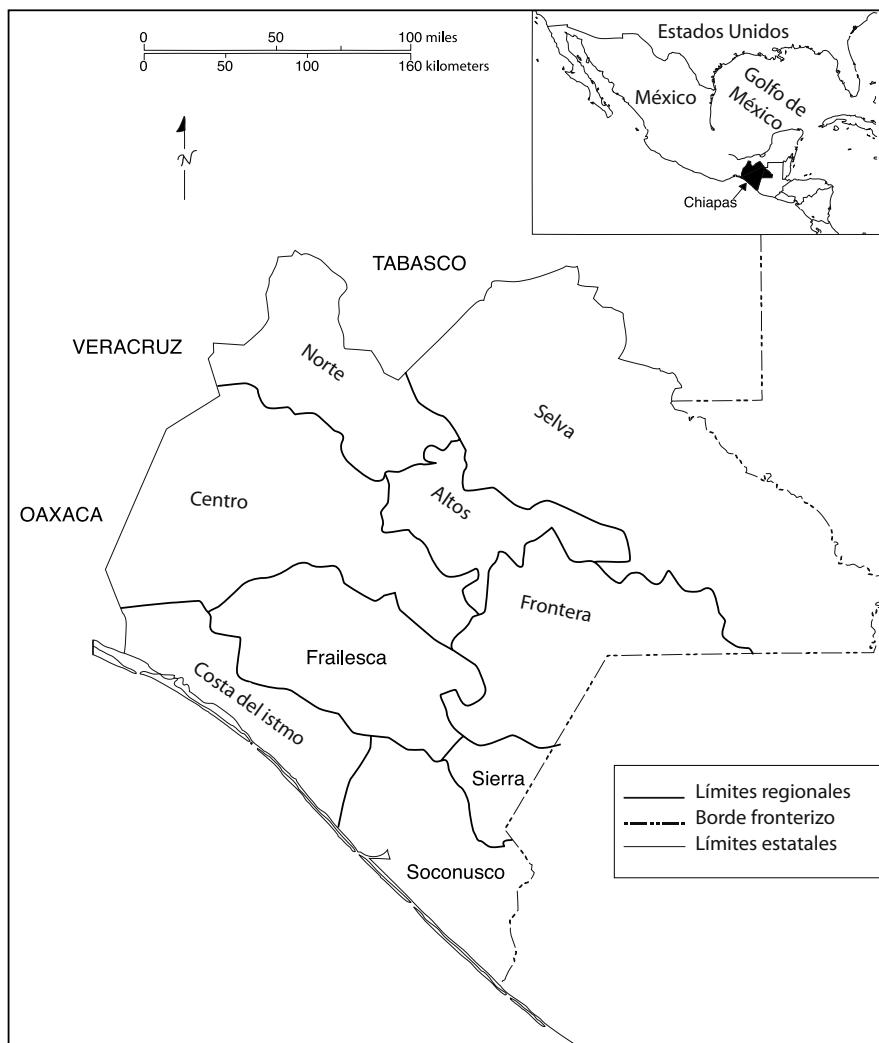 0 50 100 miles
0 50 100 160 kilometers
N
Estados Unidos
México
Golfo de
México
Chiapas
TABASCO
VERACRUZ
Norte
Selva
Centro
Altos
OAXACA
Frontera
Frailesca
Costa del istmo
Sierra
Soconusco
Límites regionales
Borde fronterizo
Límites estatales